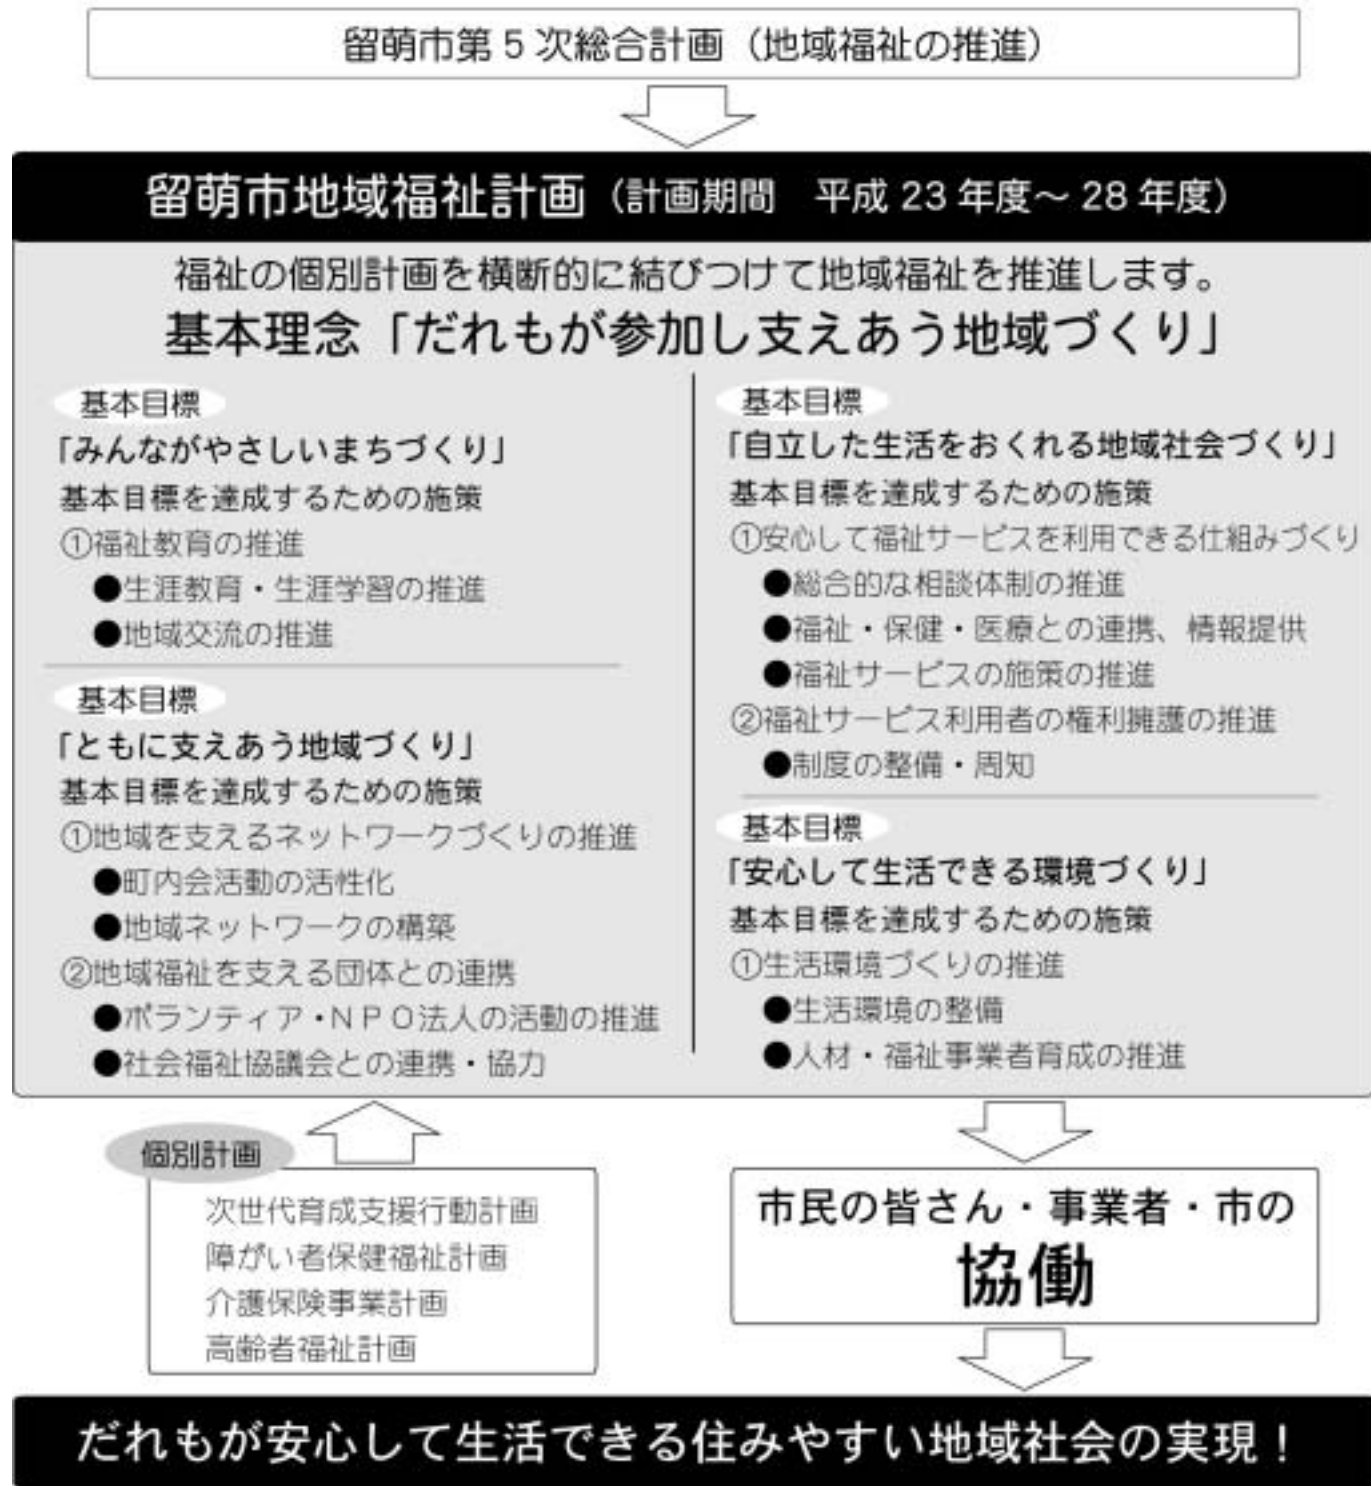 留萌市第5次総合計画（地域福祉の推進）
留萌市地域福祉計画（計画期間　平成 23 年度～ 28 年度）
福祉の個別計画を横断的に結びつけて地域福祉を推進します。
基本理念「だれもが参加し支えあう地域づくり」
基本目標
「みんながやさしいまちづくり」
基本目標を達成するための施策
①福祉教育の推進
●生涯教育・生涯学習の推進
●地域交流の推進
基本目標
「ともに支えあう地域づくり」
基本目標を達成するための施策
①地域を支えるネットワークづくりの推進
●町内会活動の活性化
●地域ネットワークの構築
②地域福祉を支える団体との連携
●ボランティア・ＮＰＯ法人の活動の推進
●社会福祉協議会との連携・協力
基本目標
「自立した生活をおくれる地域社会づくり」
基本目標を達成するための施策
①安心して福祉サービスを利用できる仕組みづくり
●総合的な相談体制の推進
●福祉・保健・医療との連携、情報提供
●福祉サービスの施策の推進
②福祉サービス利用者の権利擁護の推進
●制度の整備・周知
基本目標
「安心して生活できる環境づくり」
基本目標を達成するための施策
①生活環境づくりの推進
●生活環境の整備
●人材・福祉事業者育成の推進
個別計画
次世代育成支援行動計画
障がい者保健福祉計画
介護保険事業計画
高齢者福祉計画
市民の皆さん・事業者・市の
協働
だれもが安心して生活できる住みやすい地域社会の実現！